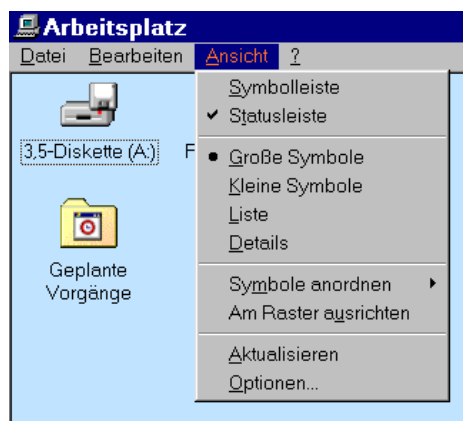 Arbeitsplatz
Datei Bearbeiten Ansicht ?
Symbolleiste
Statusleiste
Große Symbole
Kleine Symbole
Liste
Details
Symbole anordnen
Am Raster ausrichten
Aktualisieren
Optionen...
3,5-Diskette (A:) F
Geplante
Vorgänge